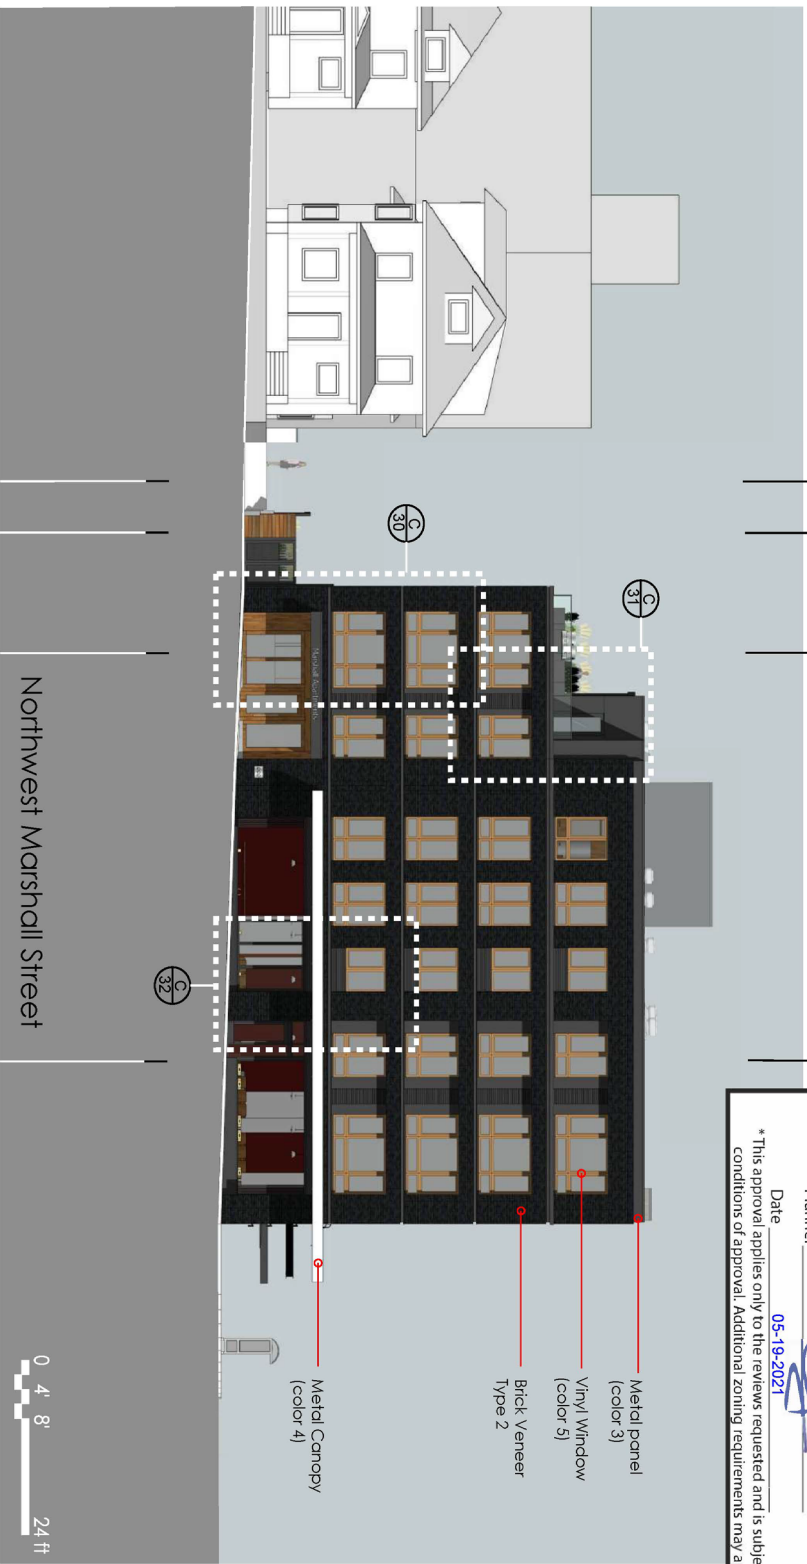 Date 05-19-2021
* This approval applies only to the reviews requested and is subje
conditions of approval. Additional zoning requirements may a
C
31
C
30
Metal panel
(color 3)
Vinyl Window
(color 5)
Brick Veneer
Type 2
Marshall Apartments
Metal Canopy
(color 4)
C
32
Northwest Marshall Street
0 4' 8' 24 ft